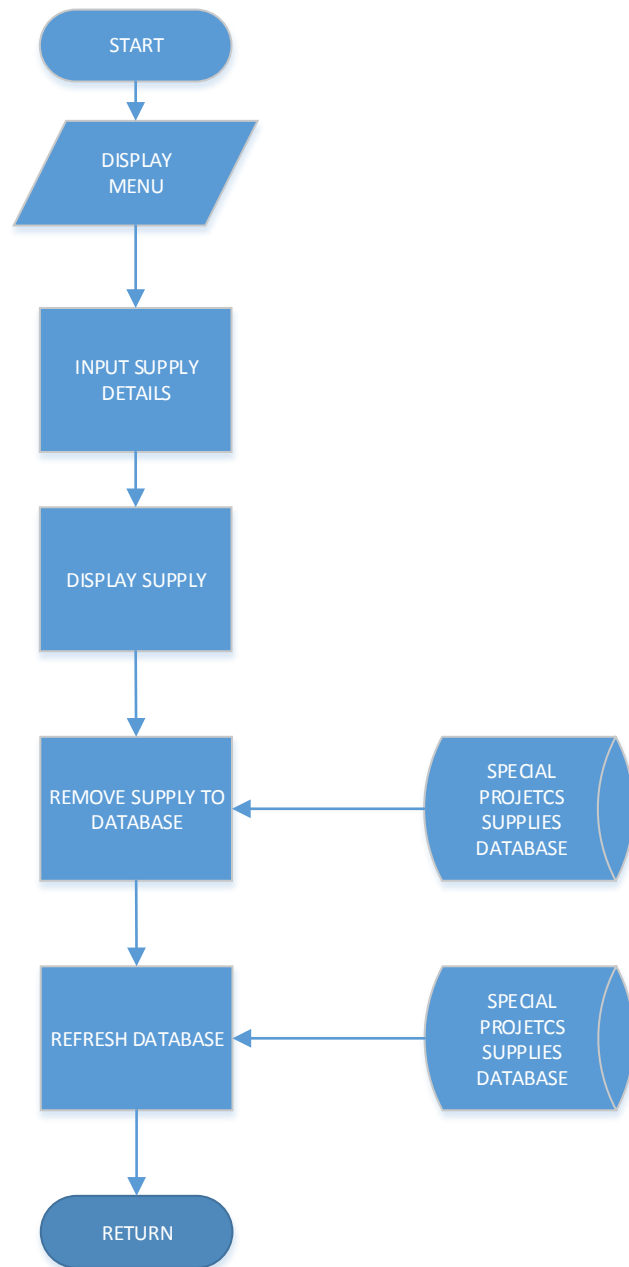 START
DISPLAY
MENU
INPUT SUPPLY
DETAILS
DISPLAY SUPPLY
REMOVE SUPPLY TO
DATABASE
SPECIAL
PROJETCS
SUPPLIES
DATABASE
REFRESH DATABASE
SPECIAL
PROJETCS
SUPPLIES
DATABASE
RETURN